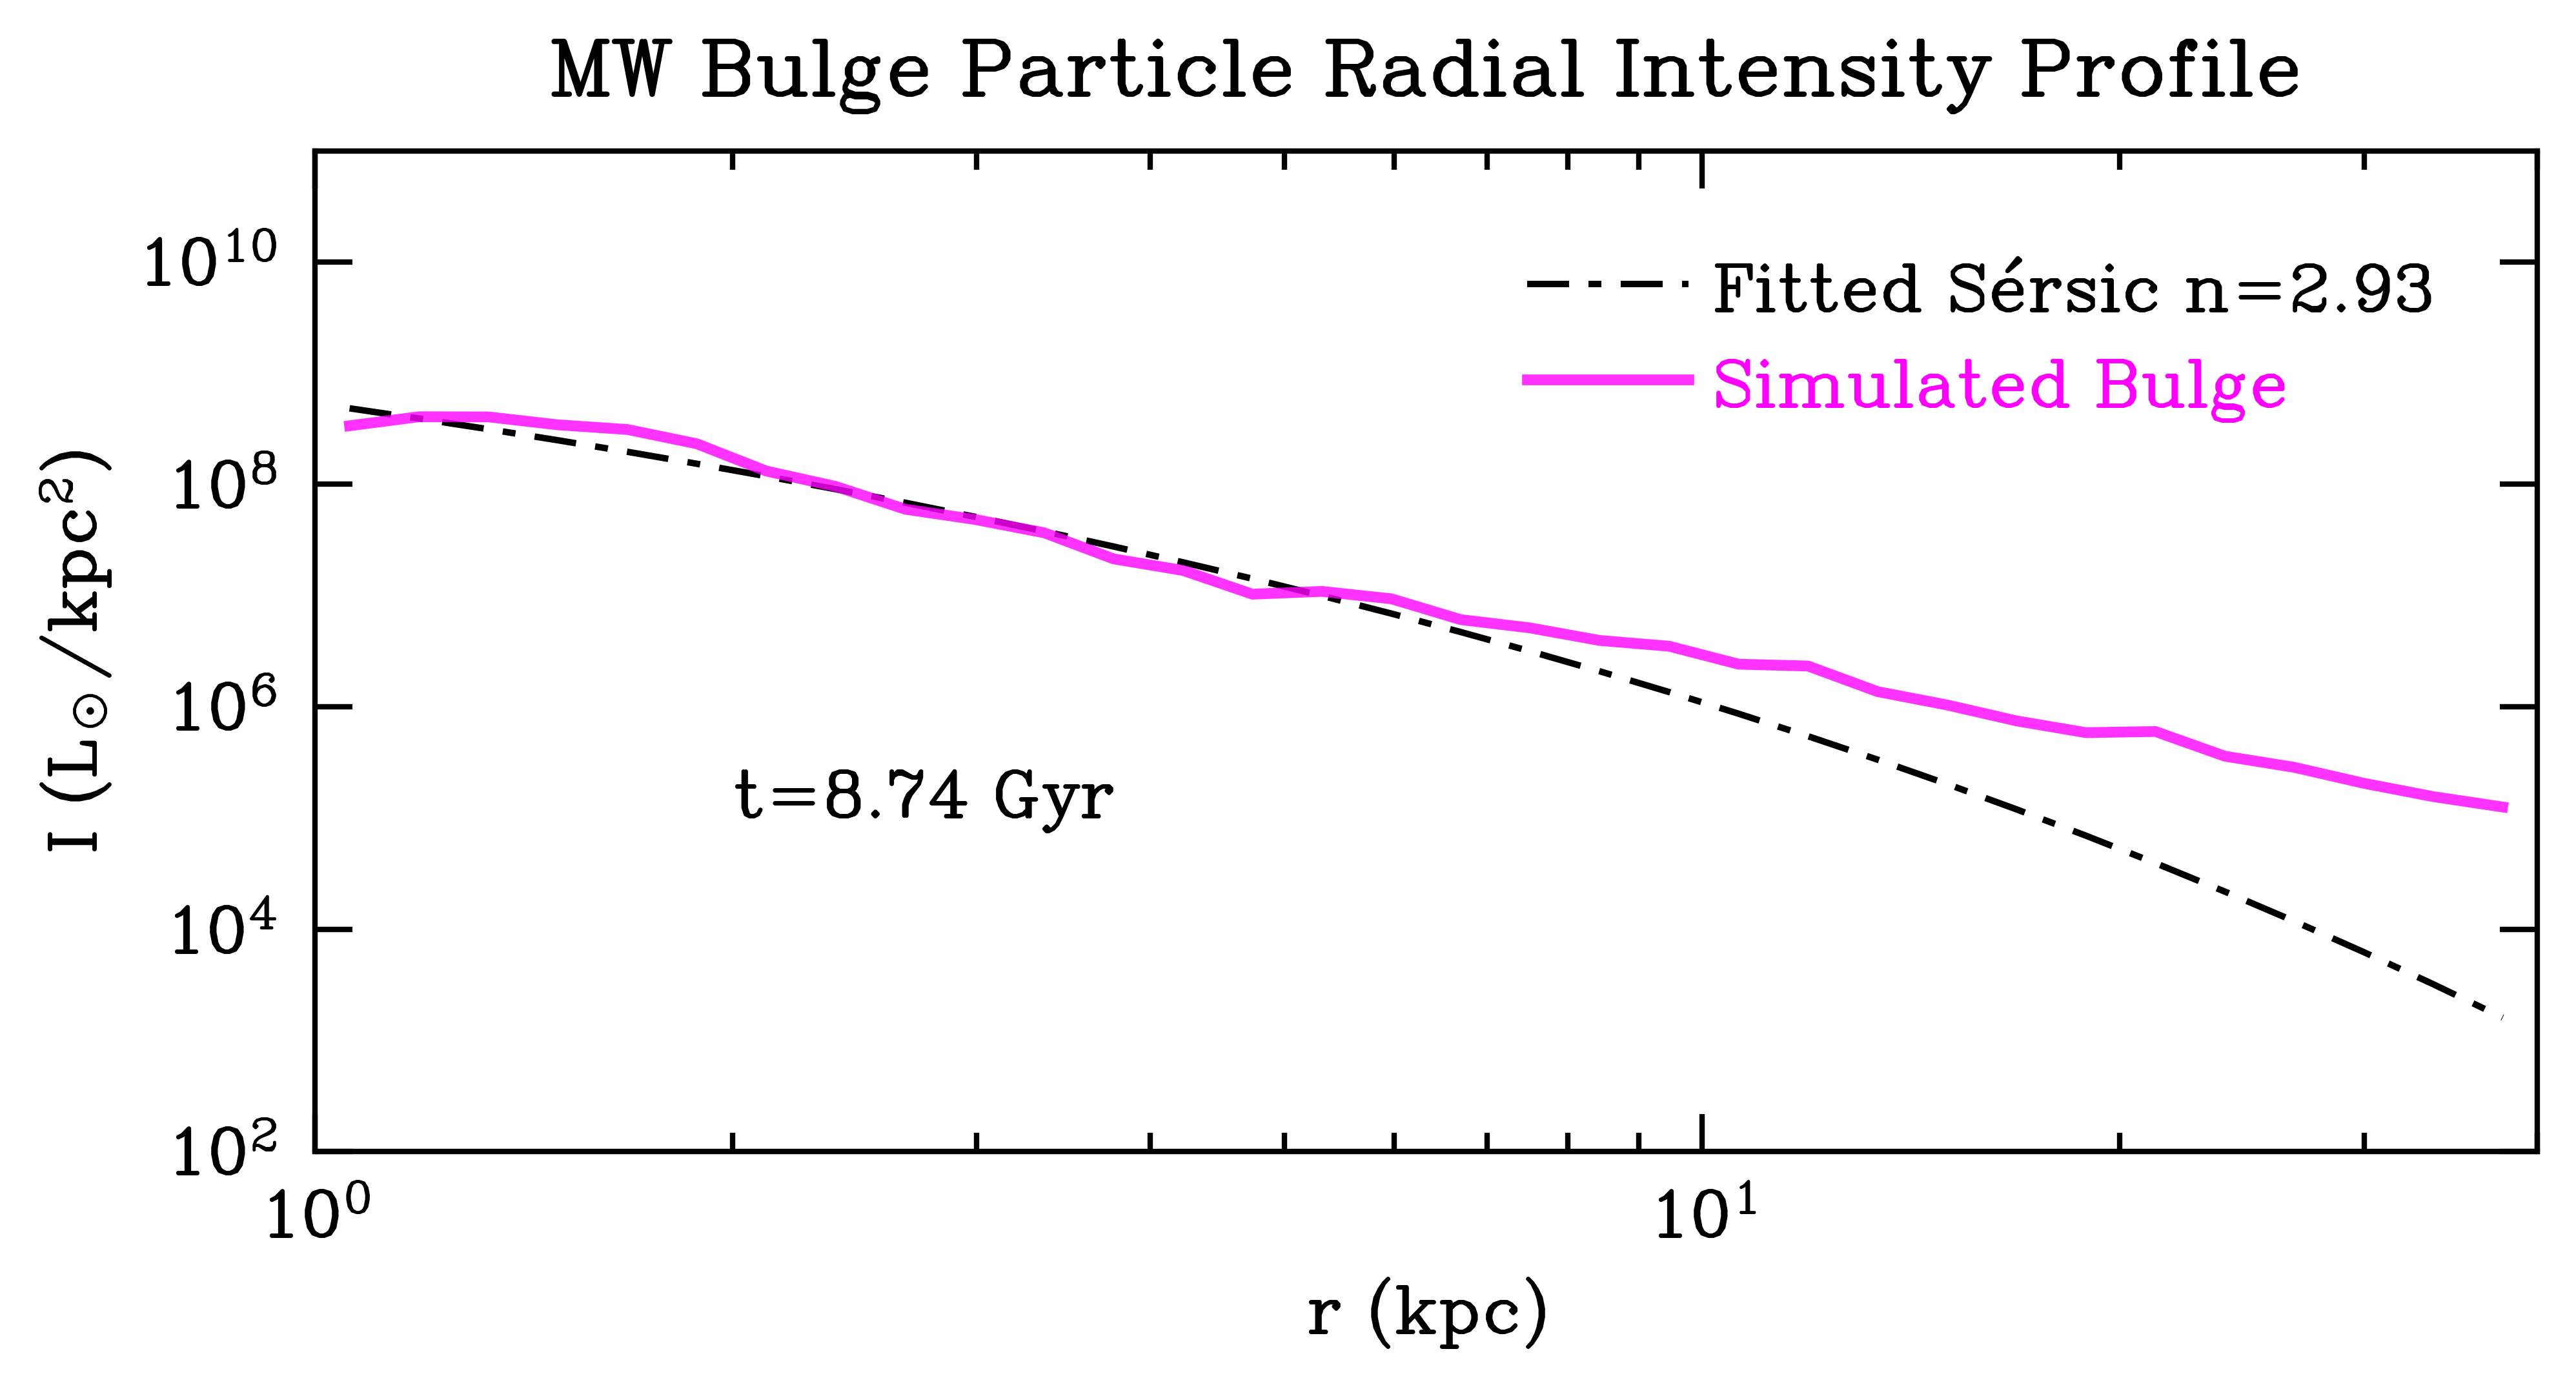 MW Bulge Particle Radial Intensity Profile
10¹⁰
Fitted Sérsic n=2.93
Simulated Bulge
10⁸
I (L⊙/kpc²)
10⁶
t=8.74 Gyr
10⁴
10²
10⁰
10¹
r (kpc)